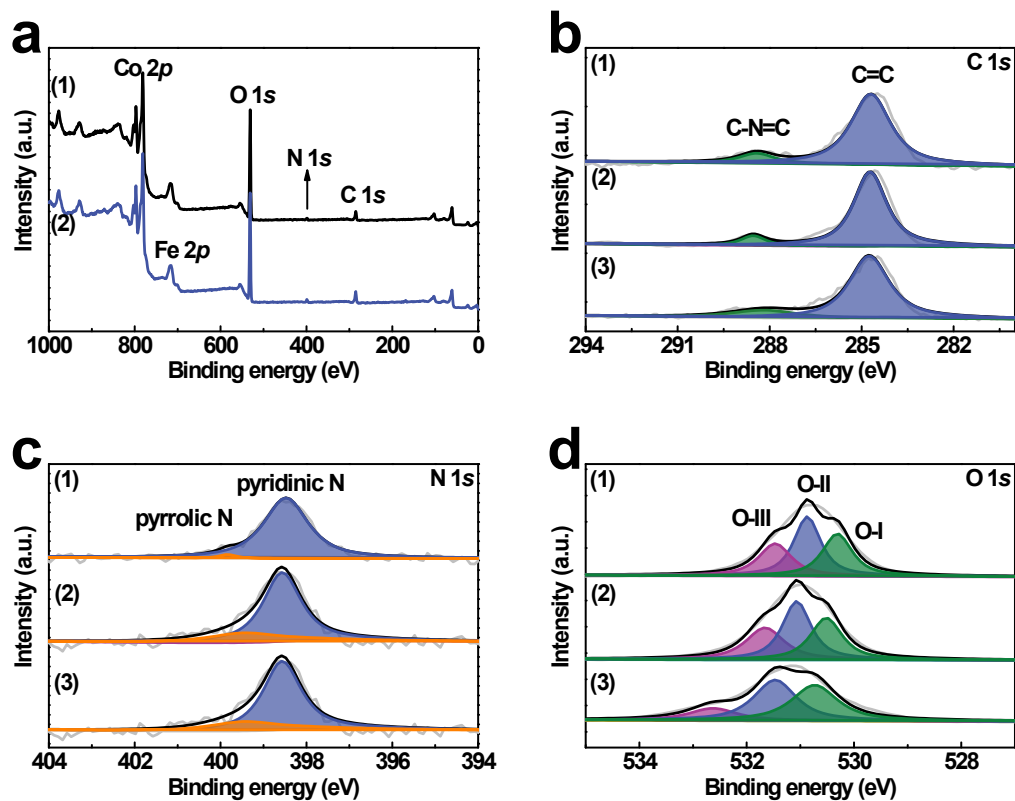 a
(1)
Co 2p
O 1s
N 1s
C 1s
(2)
Fe 2p
Intensity (a.u.)
1000 800 600 400 200 0
Binding energy (eV)
b
(1)
C=C
C 1s
C-N=C
(2)
(3)
Intensity (a.u.)
294 291 288 285 282
Binding energy (eV)
c
(1)
N 1s
pyridinic N
pyrrolic N
(2)
(3)
Intensity (a.u.)
404 402 400 398 396 394
Binding energy (eV)
d
(1)
O 1s
O-II
O-III
O-I
(2)
(3)
Intensity (a.u.)
534 532 530 528
Binding energy (eV)